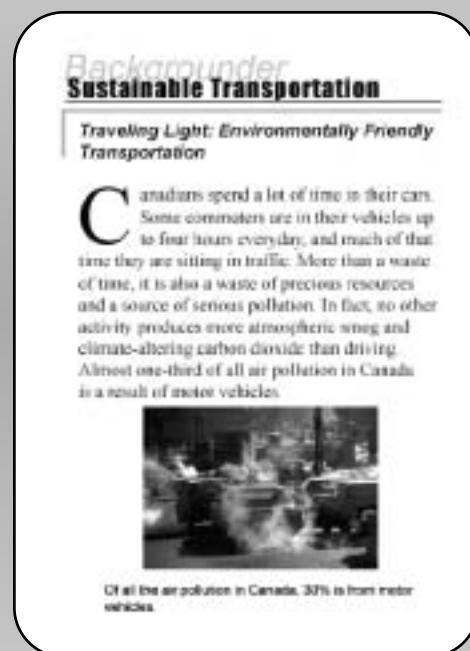 Backgrounder
Sustainable Transportation
Traveling Light: Environmentally Friendly
Transportation
Canadians spend a lot of time in their cars.
Some commuters are in their vehicles up
to four hours everyday, and much of that
time they are sitting in traffic. More than a waste
of time, it is also a waste of precious resources
and a source of serious pollution. In fact, no other
activity produces more atmospheric smog and
climate-altering carbon dioxide than driving.
Almost one-third of all air pollution in Canada
is a result of motor vehicles.
Of all the air pollution in Canada, 30% is from motor
vehicles.